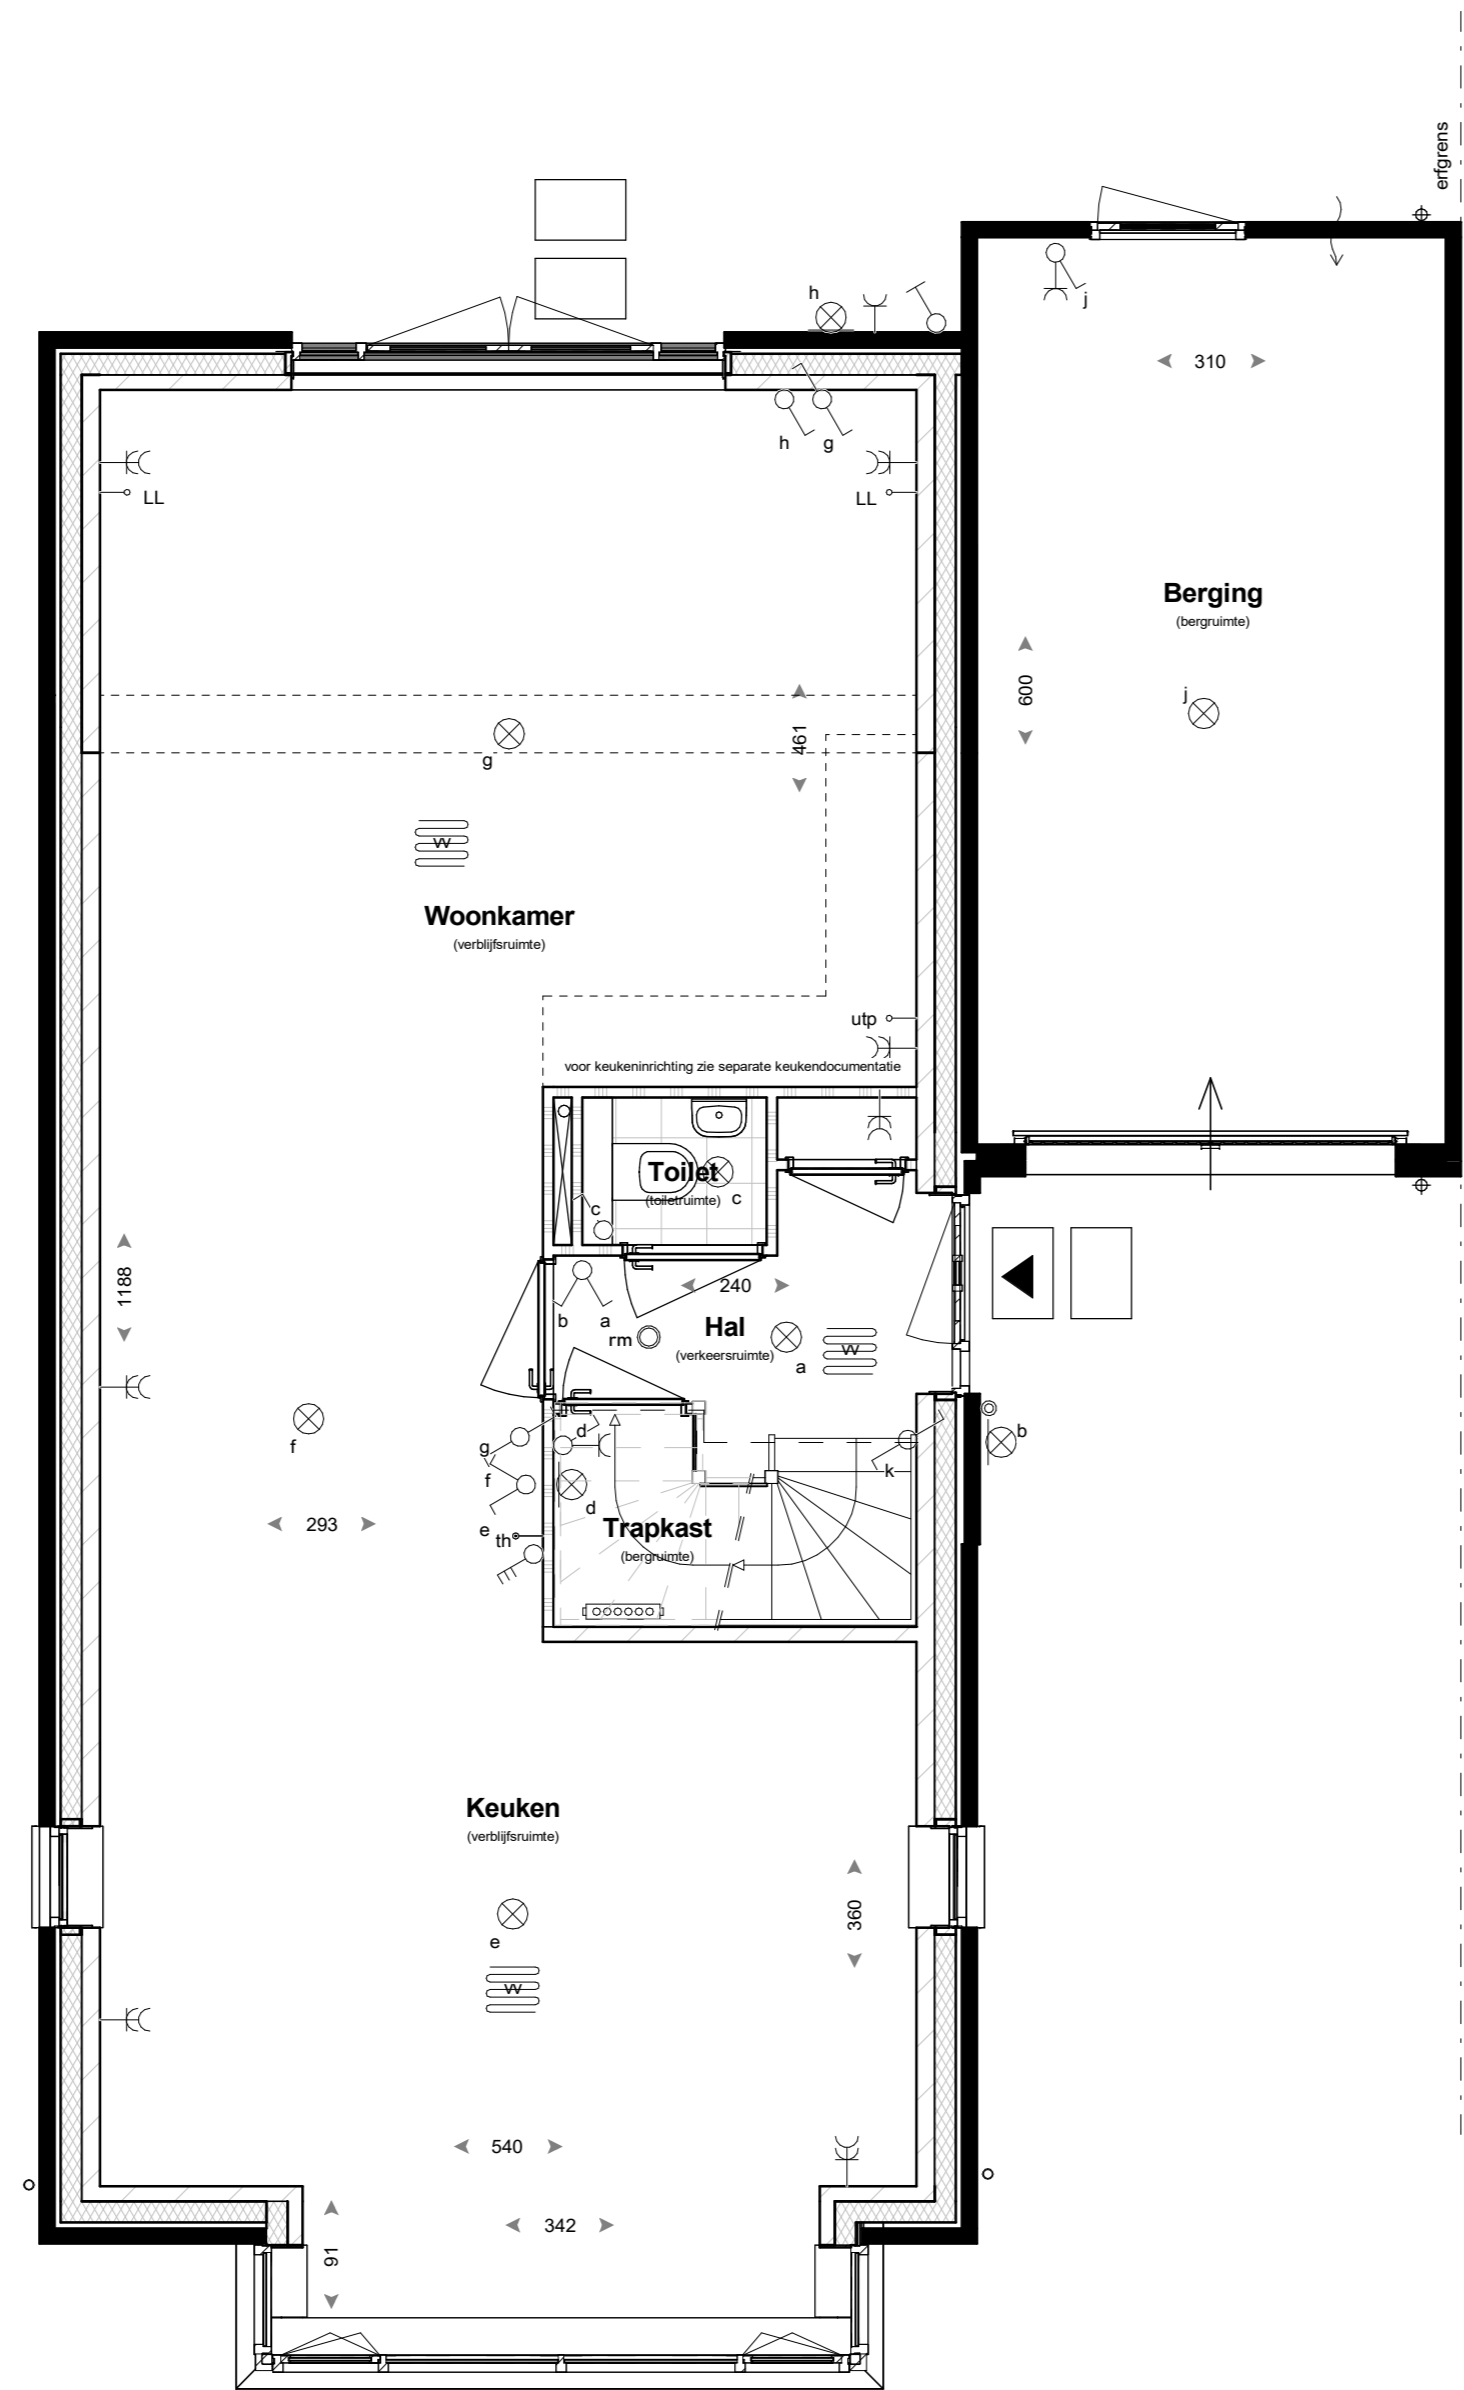 erfgrens
h
j
310
h
g
LL
LL
Berging
(bergruimte)
600
j
461
g
W
Woonkamer
(verblijfsruimte)
utp
voor keukeninrichting zie separate keukendocumentatie
Toilet
(toiletruimte)
c
c
1188
240
b
a
rm
Hal
(verkeersruimte)
a
W
f
g
d
b
f
k
d
e
th
293
Trapkast
(bergruimte)
Keuken
(verblijfsruimte)
360
e
W
540
342
91